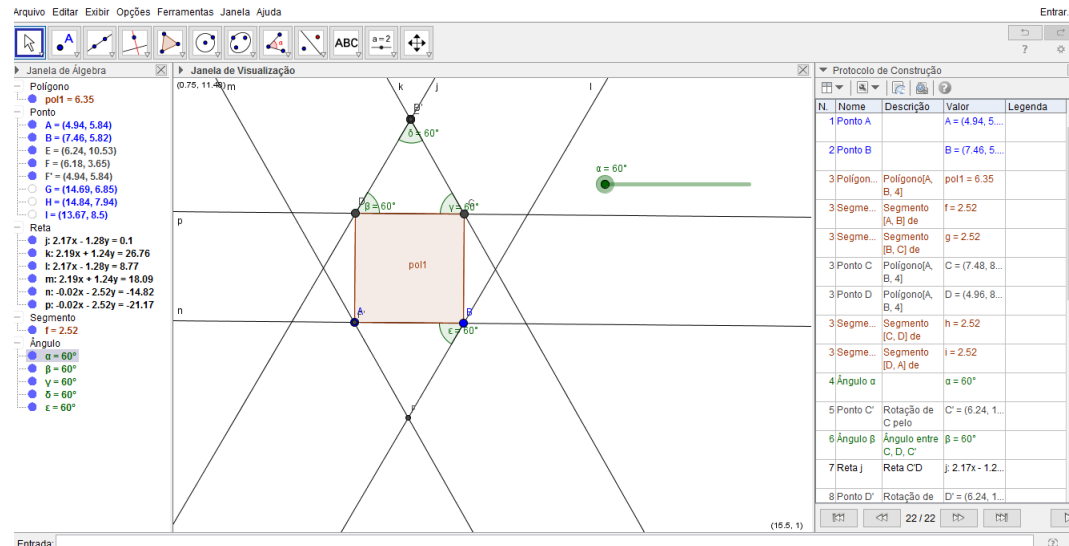 Arquivo Editar Exibir Opções Ferramentas Janela Ajuda
Entrar
A
α
ABC
a = 2
?
Janela de Álgebra
Polígono
pol1 = 6.35
Ponto
A = (4.94, 5.84)
B = (7.46, 5.82)
E = (6.24, 10.53)
F = (6.18, 3.65)
F' = (4.94, 5.84)
G = (14.69, 6.85)
H = (14.84, 7.94)
I = (13.67, 8.5)
Reta
j: 2.17x - 1.28y = 0.1
k: 2.19x + 1.24y = 26.76
l: 2.17x - 1.28y = 8.77
m: 2.19x + 1.24y = 18.09
n: -0.02x - 2.52y = -14.82
p: -0.02x - 2.52y = -21.17
Segmento
f = 2.52
Ângulo
α = 60°
β = 60°
γ = 60°
δ = 60°
ε = 60°
Janela de Visualização
(0.75, 11.48)
m
k
j
l
δ = 60°
α = 60°
β = 60°
γ = 60°
C
p
pol1
n
A'
B
ε = 60°
F
(15.5, 1)
Protocolo de Construção
?
N. Nome Descrição Valor Legenda
1 Ponto A A = (4.94, 5....
2 Ponto B B = (7.46, 5....
3 Polígon... Polígono[A, B, 4] pol1 = 6.35
3 Segme... Segmento [A, B] de f = 2.52
3 Segme... Segmento [B, C] de g = 2.52
3 Ponto C Polígono[A, B, 4] C = (7.48, 8...
3 Ponto D Polígono[A, B, 4] D = (4.96, 8...
3 Segme... Segmento [C, D] de h = 2.52
3 Segme... Segmento [D, A] de i = 2.52
4 Ângulo α α = 60°
5 Ponto C' Rotação de C pelo C' = (6.24, 1...
6 Ângulo β Ângulo entre C, D, C' β = 60°
7 Reta j Reta C'D j: 2.17x - 1.2...
8 Ponto D' Rotação de D' = (6.24, 1...
22 / 22
Entrada:
?